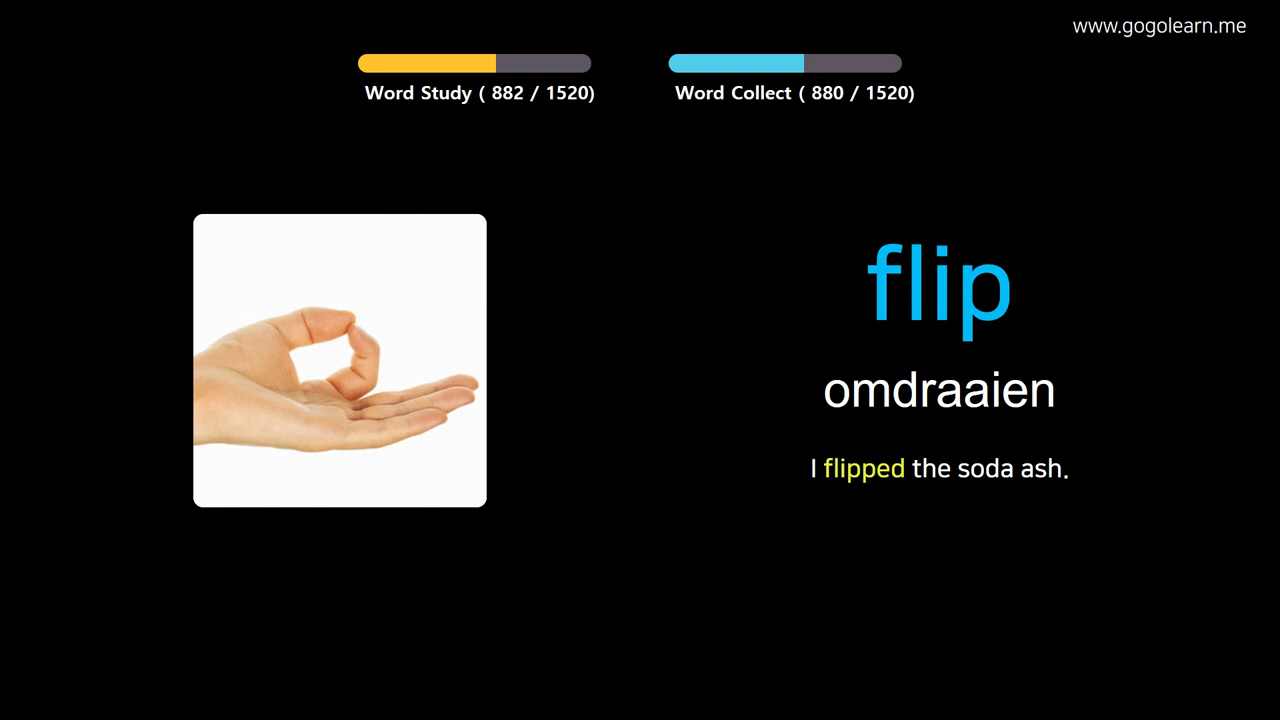 www.gogolearn.me
Word Study ( 882 / 1520)
Word Collect ( 880 / 1520)
flip
omdraaien
I flipped the soda ash.